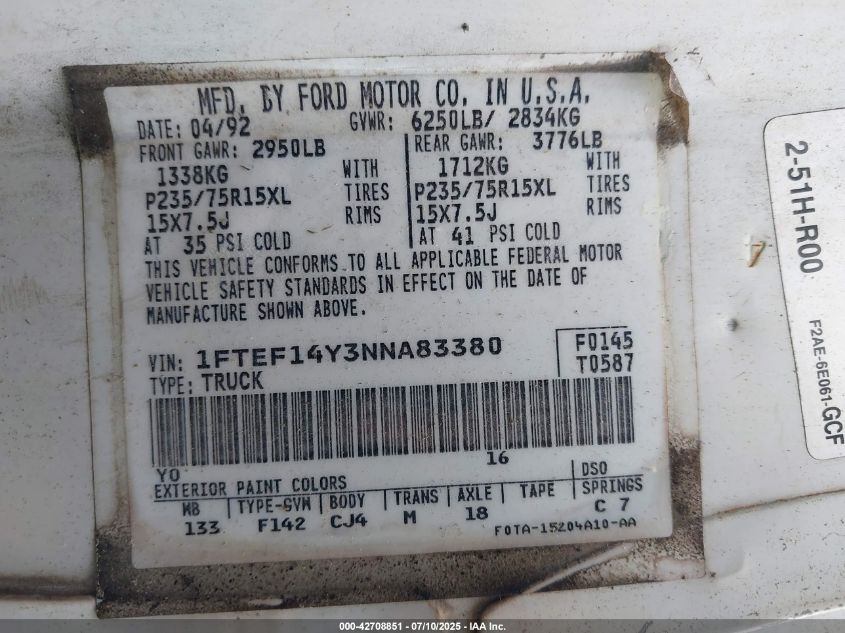 MFD. BY FORD MOTOR CO. IN U.S.A.
DATE: 04/92 GVWR: 6250LB/ 2834KG
FRONT GAWR: 2950LB REAR GAWR: 3776LB
1338KG WITH 1712KG WITH
P235/75R15XL TIRES P235/75R15XL TIRES
15X7.5J RIMS 15X7.5J RIMS
AT 35 PSI COLD AT 41 PSI COLD
THIS VEHICLE CONFORMS TO ALL APPLICABLE FEDERAL MOTOR
VEHICLE SAFETY STANDARDS IN EFFECT ON THE DATE OF
MANUFACTURE SHOWN ABOVE.
VIN: 1FTEF14Y3NNA83380 F0145
TYPE: TRUCK T0587
YO 16
EXTERIOR PAINT COLORS DSO
WB TYPE-GVW BODY TRANS AXLE TAPE SPRINGS
133 F142 CJ4 M 18 C 7
F0TA-15204A10-AA
2-51H-R00
F2AE-6E061-GCF
000-42708851 / 07/10/2025 / IAA Inc.